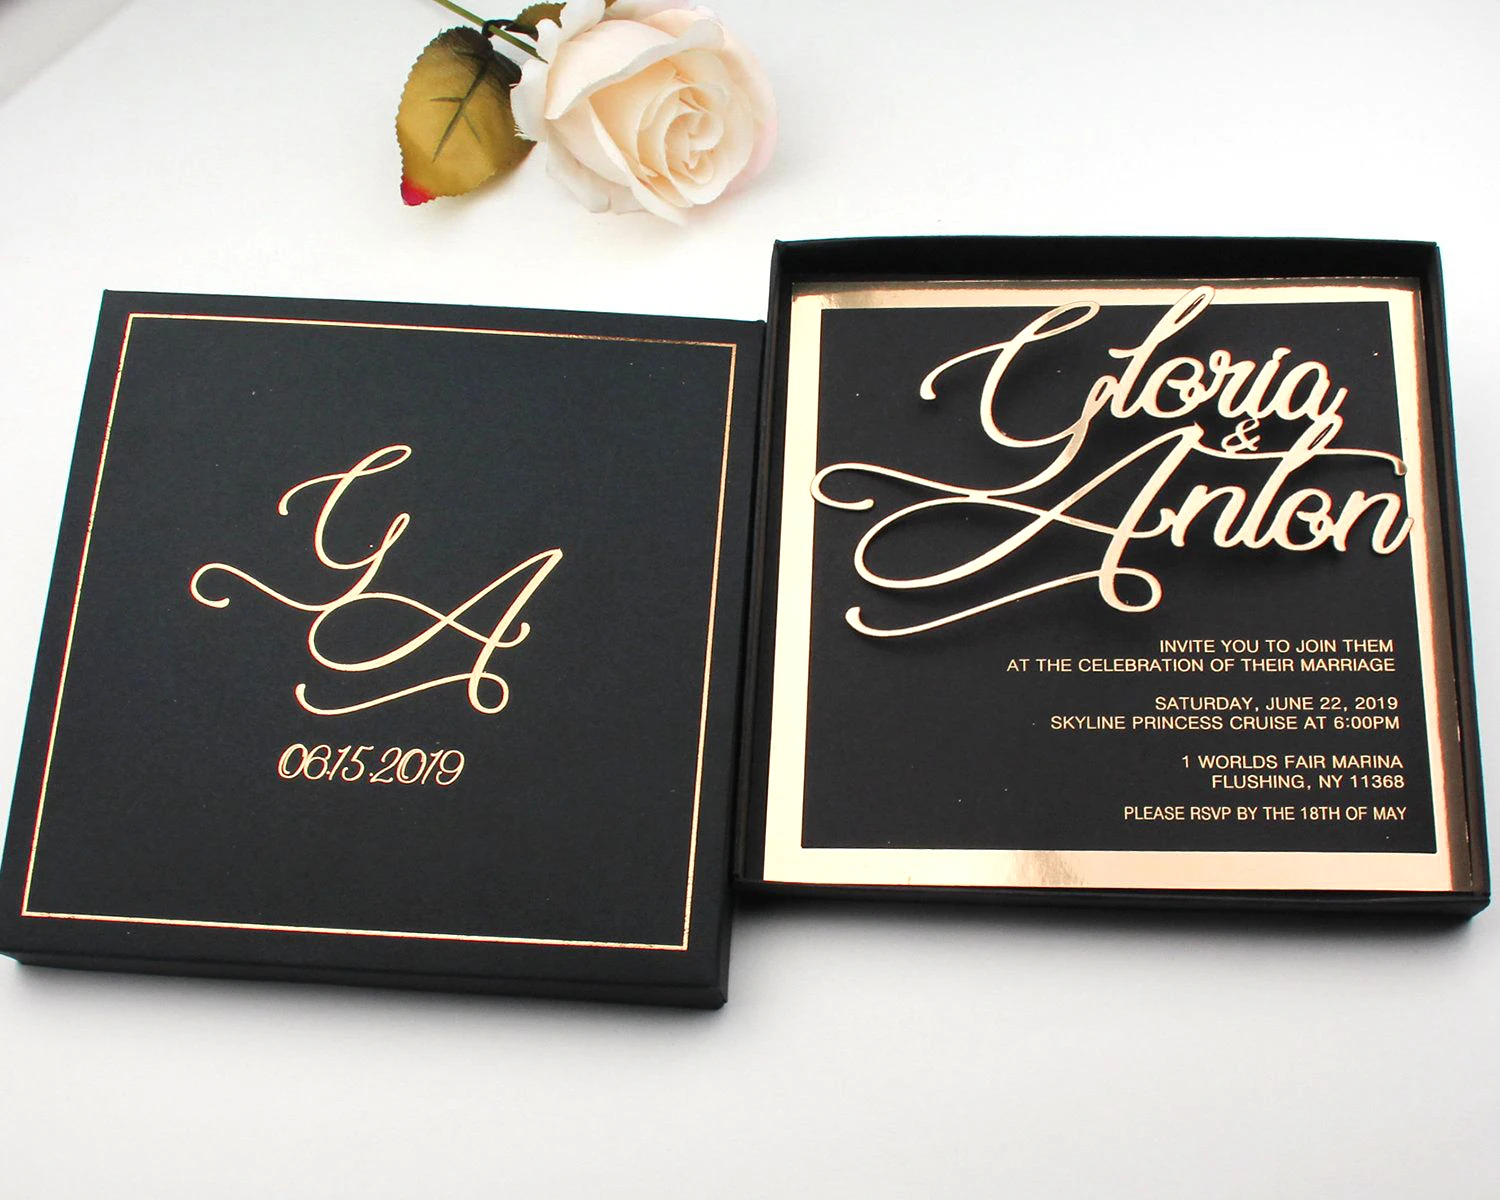 G
A
06.15.2019
Gloria
&
Anton
INVITE YOU TO JOIN THEM
AT THE CELEBRATION OF THEIR MARRIAGE
SATURDAY, JUNE 22, 2019
SKYLINE PRINCESS CRUISE AT 6:00PM
1 WORLDS FAIR MARINA
FLUSHING, NY 11368
PLEASE RSVP BY THE 18TH OF MAY